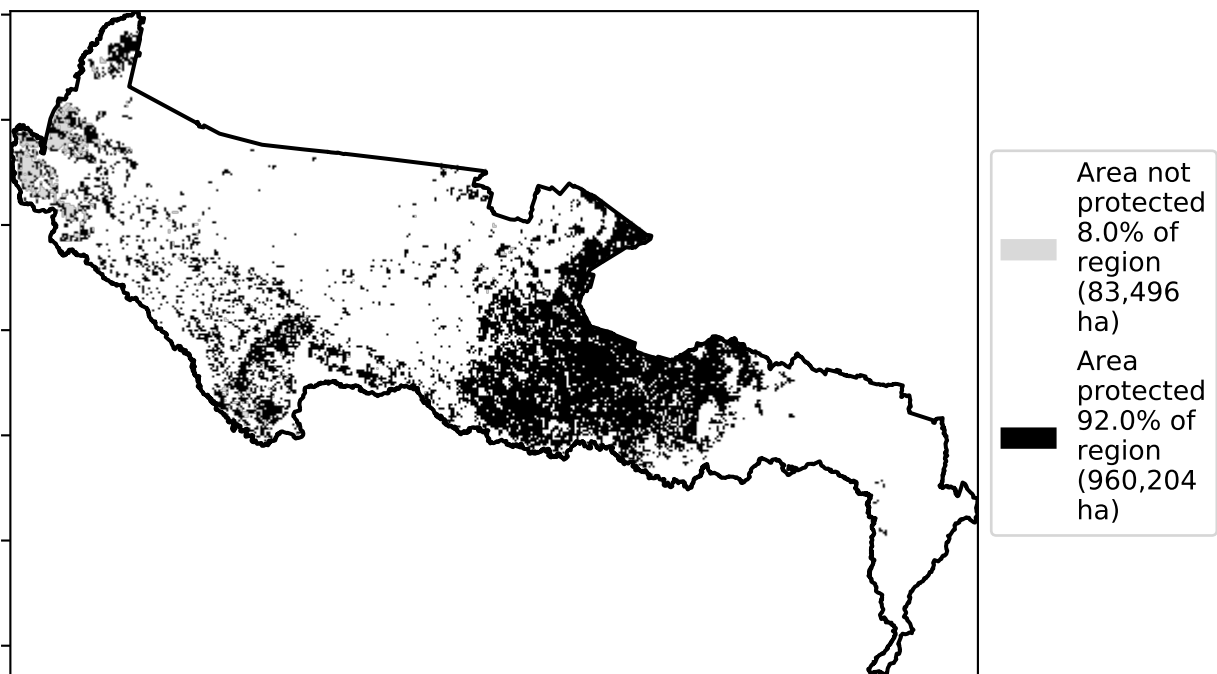 Area not
protected
8.0% of
region
(83,496
ha)
Area
protected
92.0% of
region
(960,204
ha)